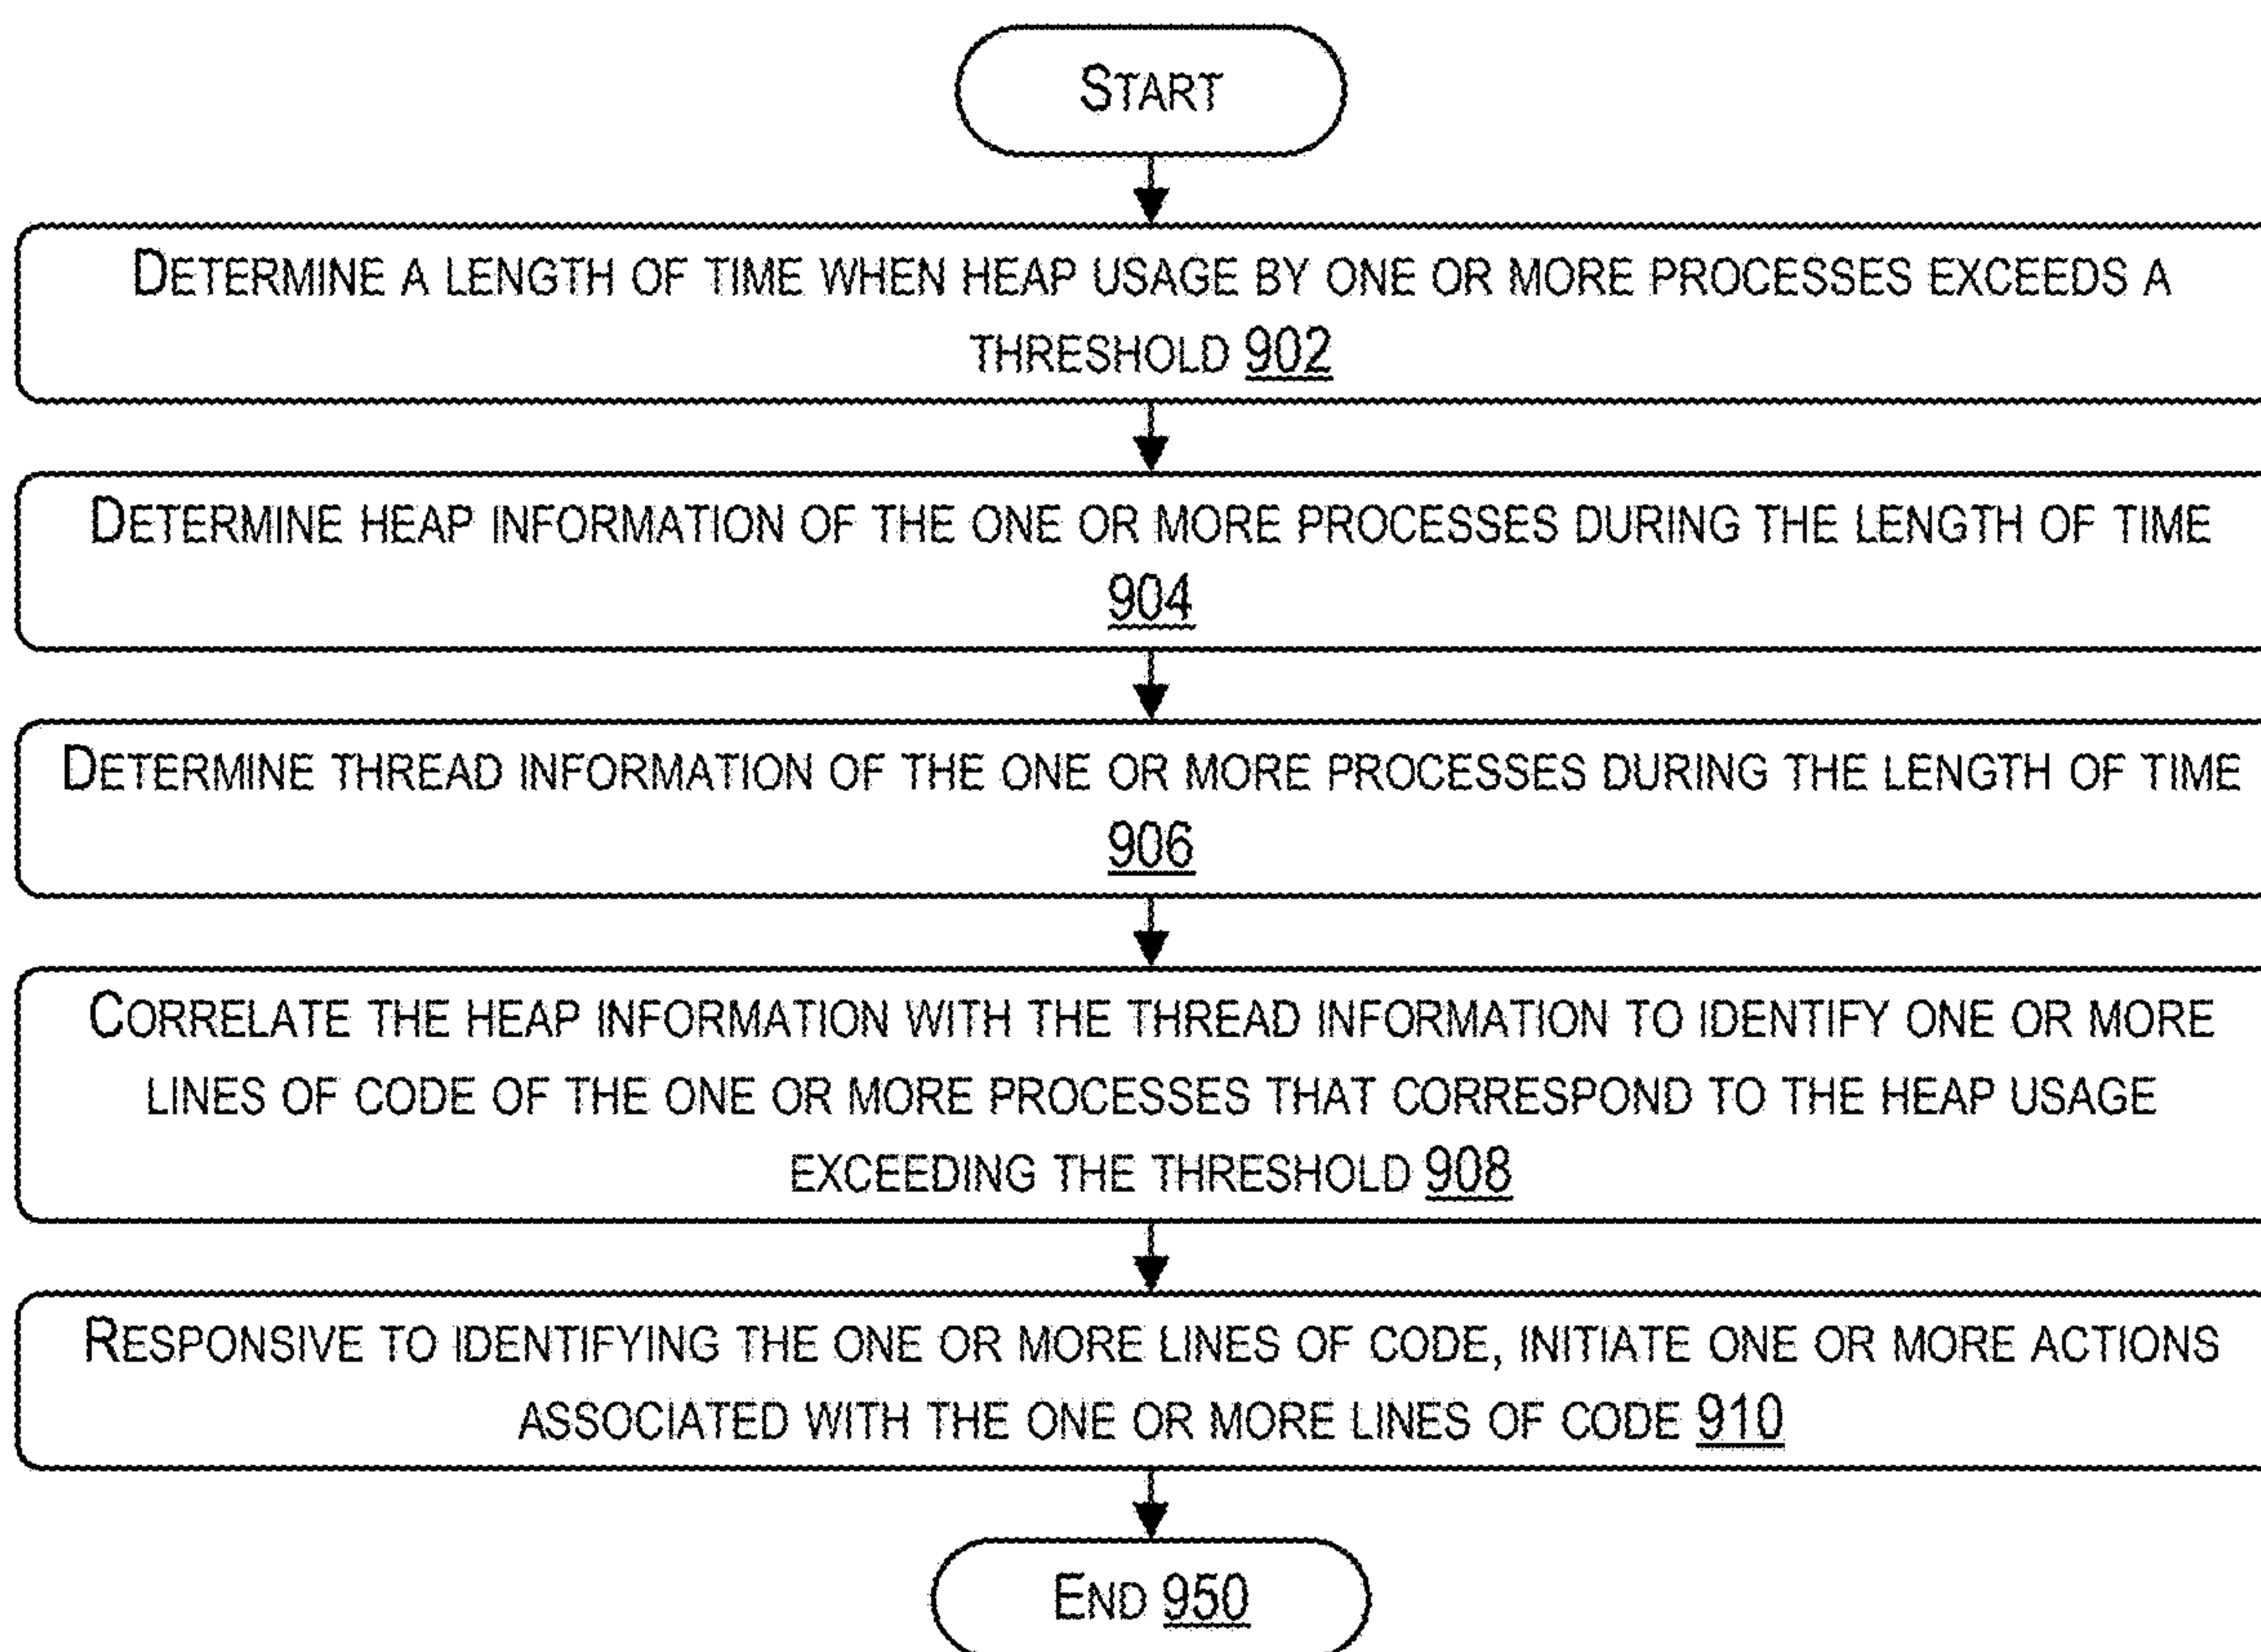 START
DETERMINE A LENGTH OF TIME WHEN HEAP USAGE BY ONE OR MORE PROCESSES EXCEEDS A
THRESHOLD 902
DETERMINE HEAP INFORMATION OF THE ONE OR MORE PROCESSES DURING THE LENGTH OF TIME
904
DETERMINE THREAD INFORMATION OF THE ONE OR MORE PROCESSES DURING THE LENGTH OF TIME
906
CORRELATE THE HEAP INFORMATION WITH THE THREAD INFORMATION TO IDENTIFY ONE OR MORE
LINES OF CODE OF THE ONE OR MORE PROCESSES THAT CORRESPOND TO THE HEAP USAGE
EXCEEDING THE THRESHOLD 908
RESPONSIVE TO IDENTIFYING THE ONE OR MORE LINES OF CODE, INITIATE ONE OR MORE ACTIONS
ASSOCIATED WITH THE ONE OR MORE LINES OF CODE 910
END 950